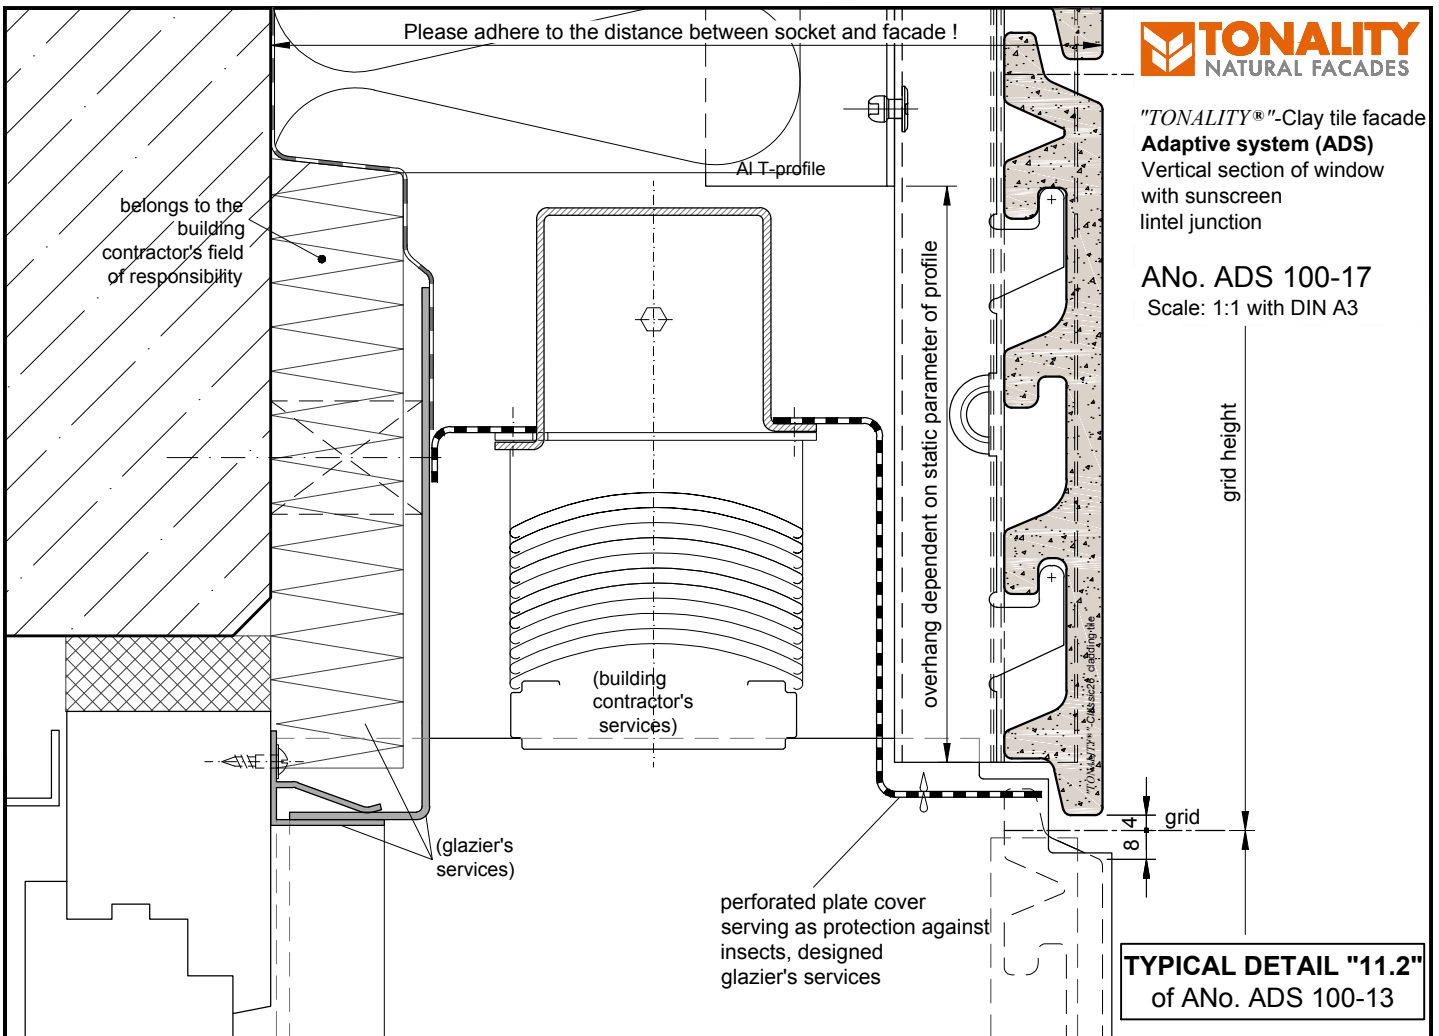 Please adhere to the distance between socket and facade !
TONALITY
NATURAL FACADES
"TONALITY®"-Clay tile facade
Adaptive system (ADS)
Vertical section of window
with sunscreen
lintel junction
ANo. ADS 100-17
Scale: 1:1 with DIN A3
Al T-profile
belongs to the
building
contractor's field
of responsibility
overhang dependent on static parameter of profile
grid height
"TONALITY®"-Classic26, cladding tile
(building
contractor's
services)
4
grid
8
(glazier's
services)
perforated plate cover
serving as protection against
insects, designed
glazier's services
TYPICAL DETAIL "11.2"
of ANo. ADS 100-13